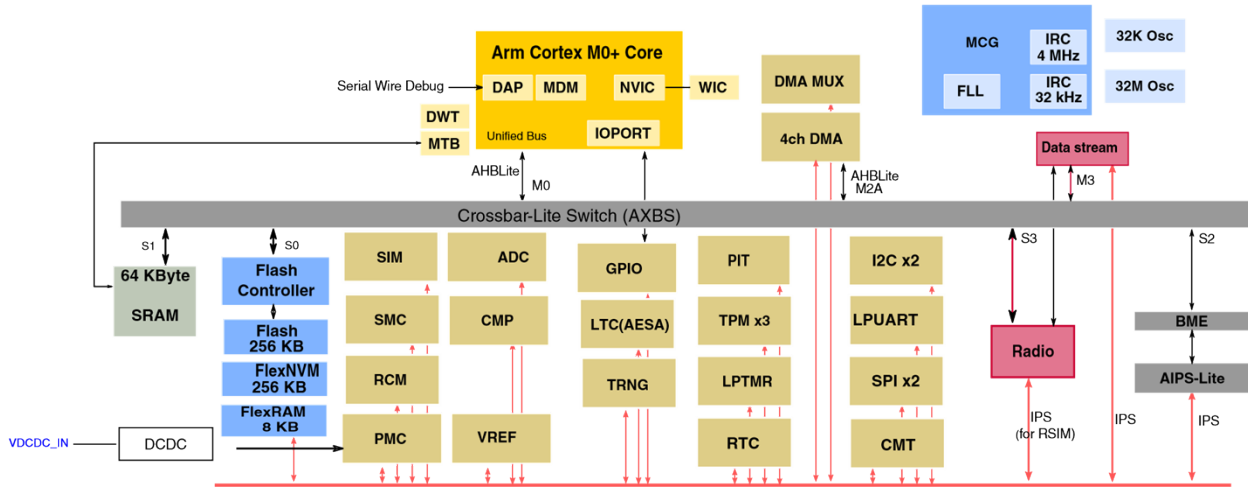 Arm Cortex M0+ Core
Serial Wire Debug
DAP
MDM
NVIC
WIC
DWT
MTB
Unified Bus
IOPORT
DMA MUX
4ch DMA
MCG
IRC
4 MHz
FLL
IRC
32 kHz
32K Osc
32M Osc
Data stream
AHBLite
M0
AHBLite
M2A
M3
Crossbar-Lite Switch (AXBS)
S1
S0
S3
S2
64 KByte
SRAM
Flash
Controller
Flash
256 KB
FlexNVM
256 KB
FlexRAM
8 KB
SIM
SMC
RCM
PMC
ADC
CMP
VREF
GPIO
LTC(AESA)
TRNG
PIT
TPM x3
LPTMR
RTC
I2C x2
LPUART
SPI x2
CMT
Radio
BME
AIPS-Lite
IPS
(for RSIM)
IPS
IPS
VDCDC_IN
DCDC